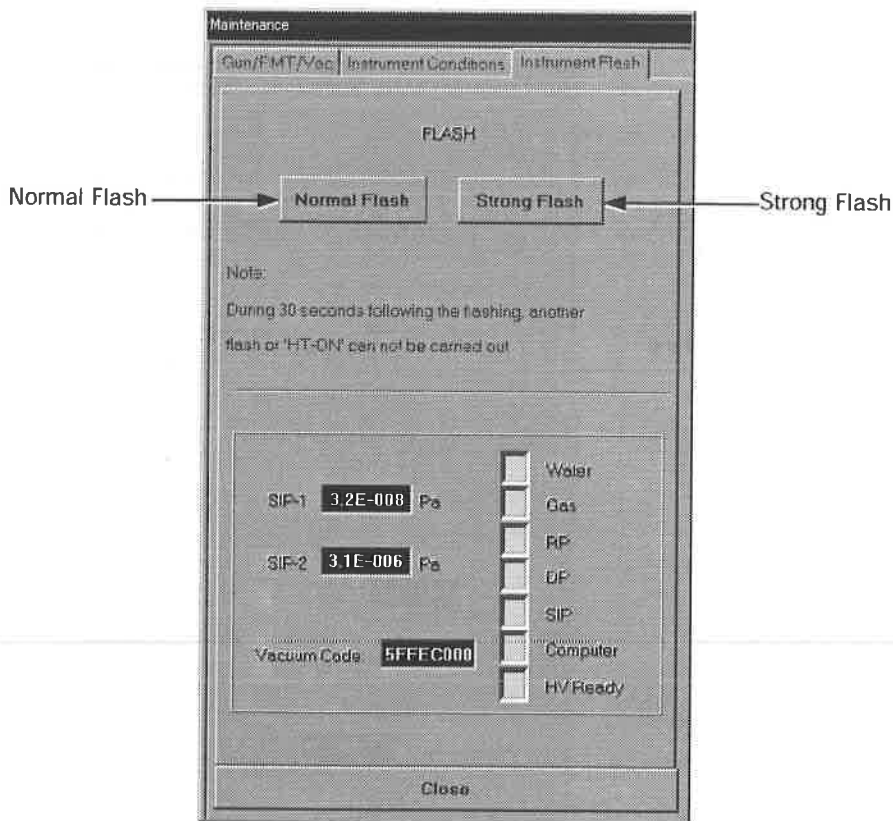 Maintenance
Gun/EMT/Vac Instrument Conditions Instrument Flash
FLASH
Normal Flash
Normal Flash
Strong Flash
Strong Flash
Note:
During 30 seconds following the flashing, another
flash or 'HT-ON' can not be carried out
SIP-1 3.2E-008 Pa
SIP-2 3.1E-006 Pa
Vacuum Code: 5FFEC000
Water
Gas
RP
DP
SIP
Computer
HV Ready
Close